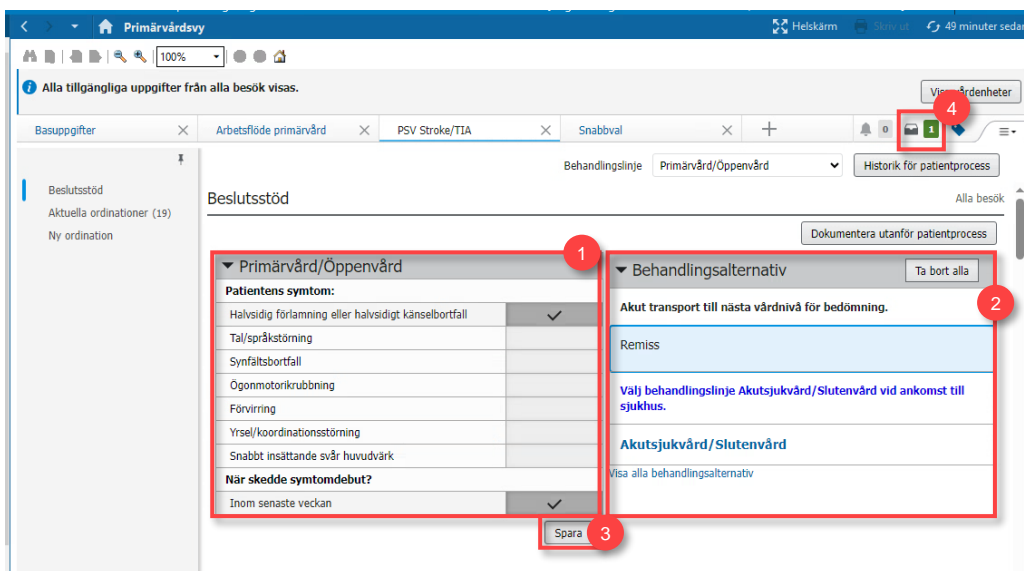 Primärvårdsvy
Helskärm
Skriv ut
49 minuter sedan
100%
Alla tillgängliga uppgifter från alla besök visas.
4
Basuppgifter
Arbetsflöde primärvård
PSV Stroke/TIA
Snabbval
0
1
Behandlingslinje
Primärvård/Öppenvård
Historik för patientprocess
Beslutsstöd
Aktuella ordinationer (19)
Ny ordination
Beslutsstöd
Alla besök
Dokumentera utanför patientprocess
1
Primärvård/Öppenvård
Patientens symtom:
Halvsidig förlamning eller halvsidigt känselbortfall
Tal/språkstörning
Synfältsbortfall
Ögonmotorikrubbning
Förvirring
Yrsel/koordinationsstörning
Snabbt insättande svår huvudvärk
När skedde symtomdebut?
Inom senaste veckan
Spara
3
Behandlingsalternativ
Ta bort alla
2
Akut transport till nästa vårdnivå för bedömning.
Remiss
Välj behandlingslinje Akutsjukvård/Slutenvård vid ankomst till
sjukhus.
Akutsjukvård/Slutenvård
Visa alla behandlingsalternativ